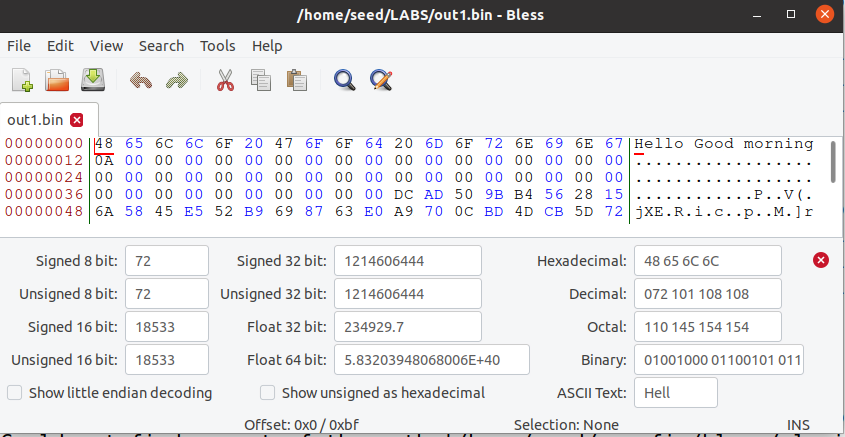 /home/seed/LABS/out1.bin - Bless
File Edit View Search Tools Help
out1.bin
00000000 48 65 6C 6C 6F 20 47 6F 6F 64 20 6D 6F 72 6E 69 6E 67 Hello Good morning
00000012 0A 00 00 00 00 00 00 00 00 00 00 00 00 00 00 00 00 00 ..................
00000024 00 00 00 00 00 00 00 00 00 00 00 00 00 00 00 00 00 00 ..................
00000036 00 00 00 00 00 00 00 00 00 00 DC AD 50 9B B4 56 28 15 ............P..V(.
00000048 6A 58 45 E5 52 B9 69 87 63 E0 A9 70 0C BD 4D CB 5D 72 jXE.R.i.c..p..M.]r
Signed 8 bit: 72 Signed 32 bit: 1214606444 Hexadecimal: 48 65 6C 6C
Unsigned 8 bit: 72 Unsigned 32 bit: 1214606444 Decimal: 072 101 108 108
Signed 16 bit: 18533 Float 32 bit: 234929.7 Octal: 110 145 154 154
Unsigned 16 bit: 18533 Float 64 bit: 5.83203948068006E+40 Binary: 01001000 01100101 011
Show little endian decoding Show unsigned as hexadecimal ASCII Text: Hell
Offset: 0x0 / 0xbf Selection: None INS